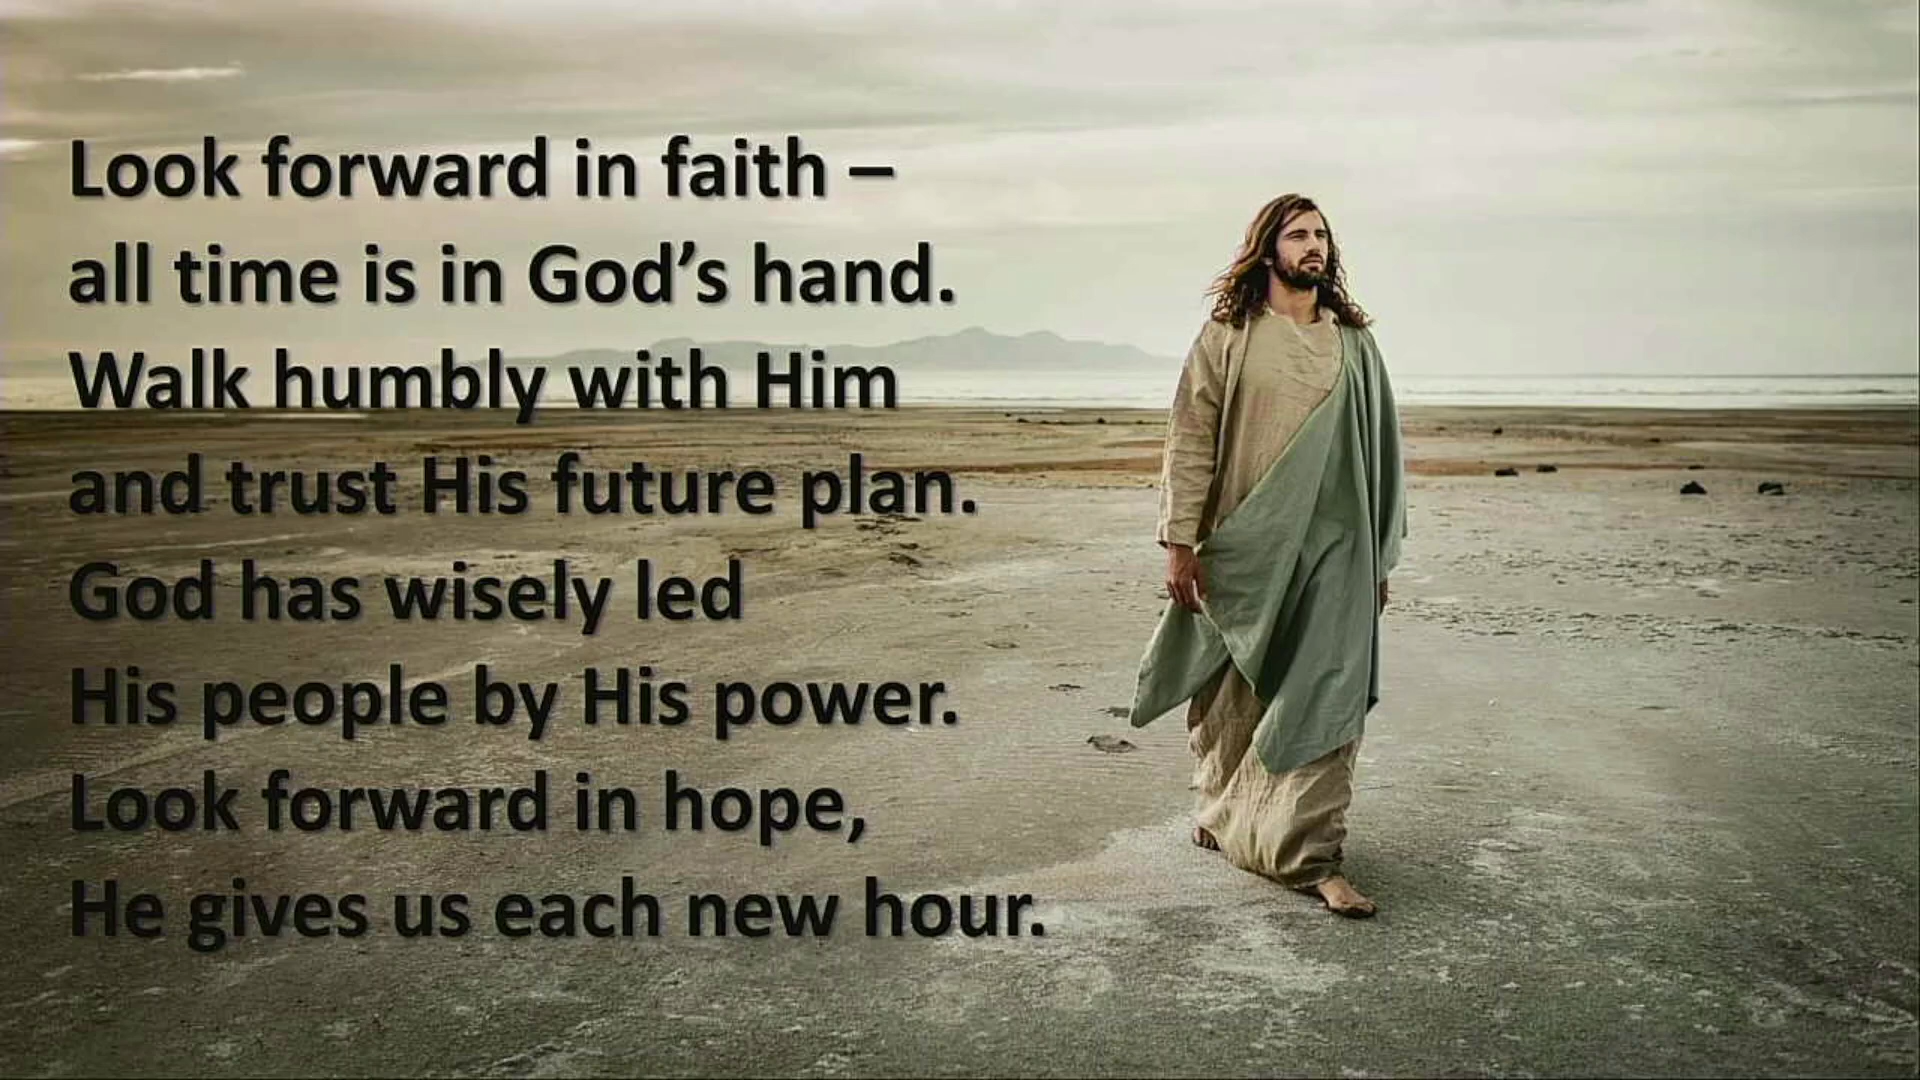 Look forward in faith –
all time is in God’s hand.
Walk humbly with Him
and trust His future plan.
God has wisely led
His people by His power.
Look forward in hope,
He gives us each new hour.